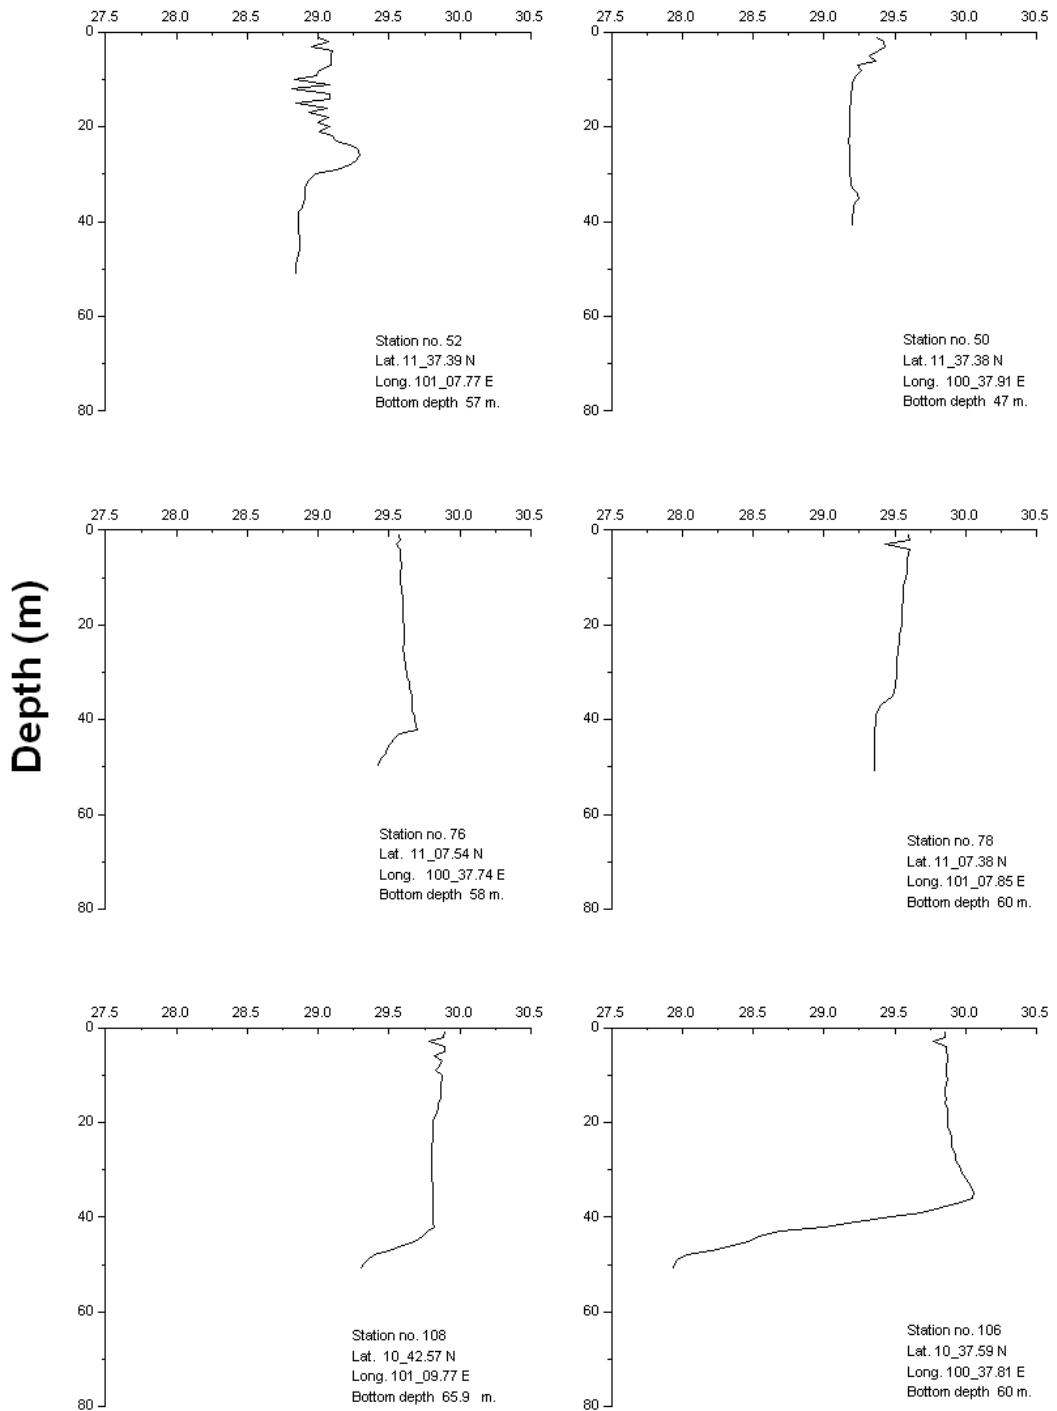 27.5 28.0 28.5 29.0 29.5 30.0 30.5
0
20
40
60
80
Station no. 52
Lat. 11_37.39 N
Long. 101_07.77 E
Bottom depth 57 m.
27.5 28.0 28.5 29.0 29.5 30.0 30.5
0
20
40
60
80
Station no. 50
Lat. 11_37.38 N
Long. 100_37.91 E
Bottom depth 47 m.
Depth (m)
27.5 28.0 28.5 29.0 29.5 30.0 30.5
0
20
40
60
80
Station no. 76
Lat. 11_07.54 N
Long. 100_37.74 E
Bottom depth 58 m.
27.5 28.0 28.5 29.0 29.5 30.0 30.5
0
20
40
60
80
Station no. 78
Lat. 11_07.38 N
Long. 101_07.85 E
Bottom depth 60 m.
27.5 28.0 28.5 29.0 29.5 30.0 30.5
0
20
40
60
80
Station no. 108
Lat. 10_42.57 N
Long. 101_09.77 E
Bottom depth 65.9 m.
27.5 28.0 28.5 29.0 29.5 30.0 30.5
0
20
40
60
80
Station no. 106
Lat. 10_37.59 N
Long. 100_37.81 E
Bottom depth 60 m.